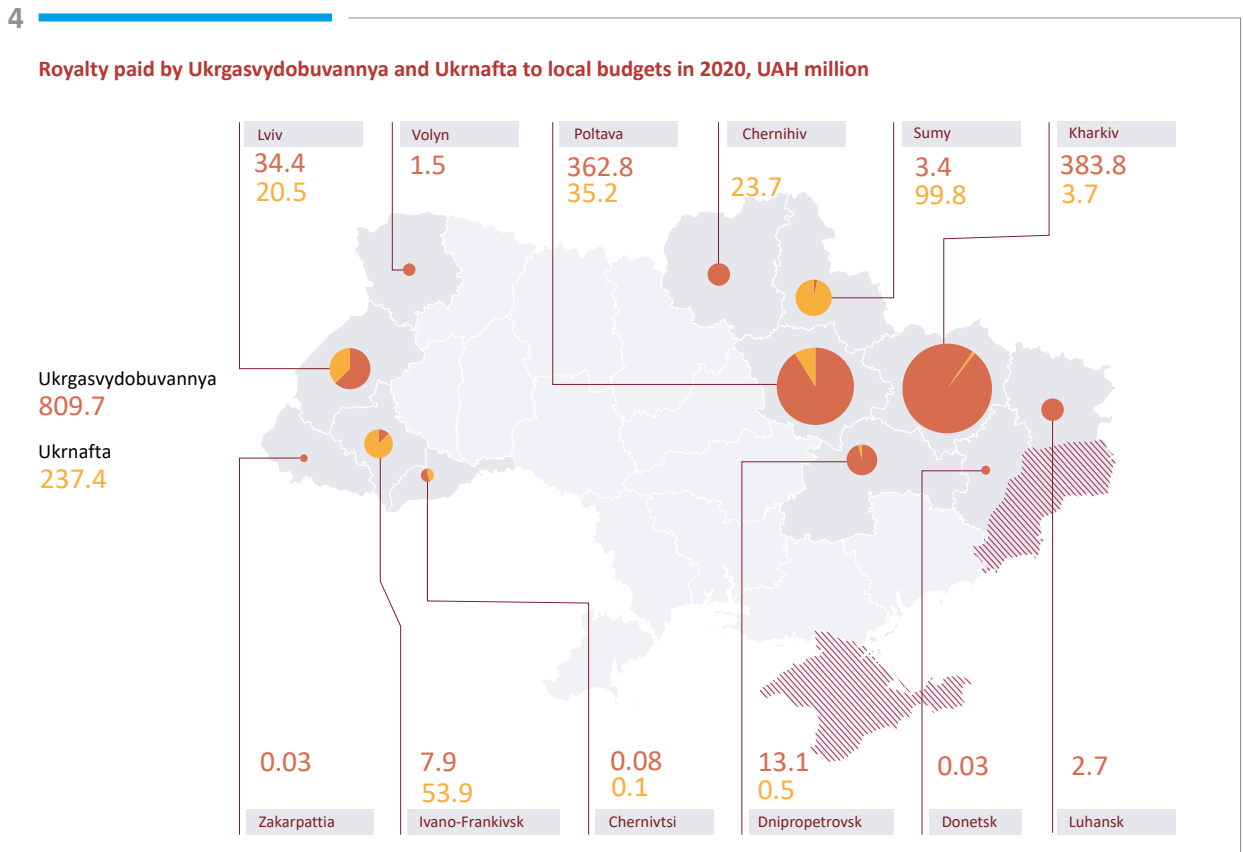 4
Royalty paid by Ukrgasvydobuvannya and Ukrnafta to local budgets in 2020, UAH million
Lviv
34.4
20.5
Volyn
1.5
Poltava
362.8
35.2
Chernihiv
23.7
Sumy
3.4
99.8
Kharkiv
383.8
3.7
Ukrgasvydobuvannya
809.7
Ukrnafta
237.4
0.03
Zakarpattia
7.9
53.9
Ivano-Frankivsk
0.08
0.1
Chernivtsi
13.1
0.5
Dnipropetrovsk
0.03
Donetsk
2.7
Luhansk